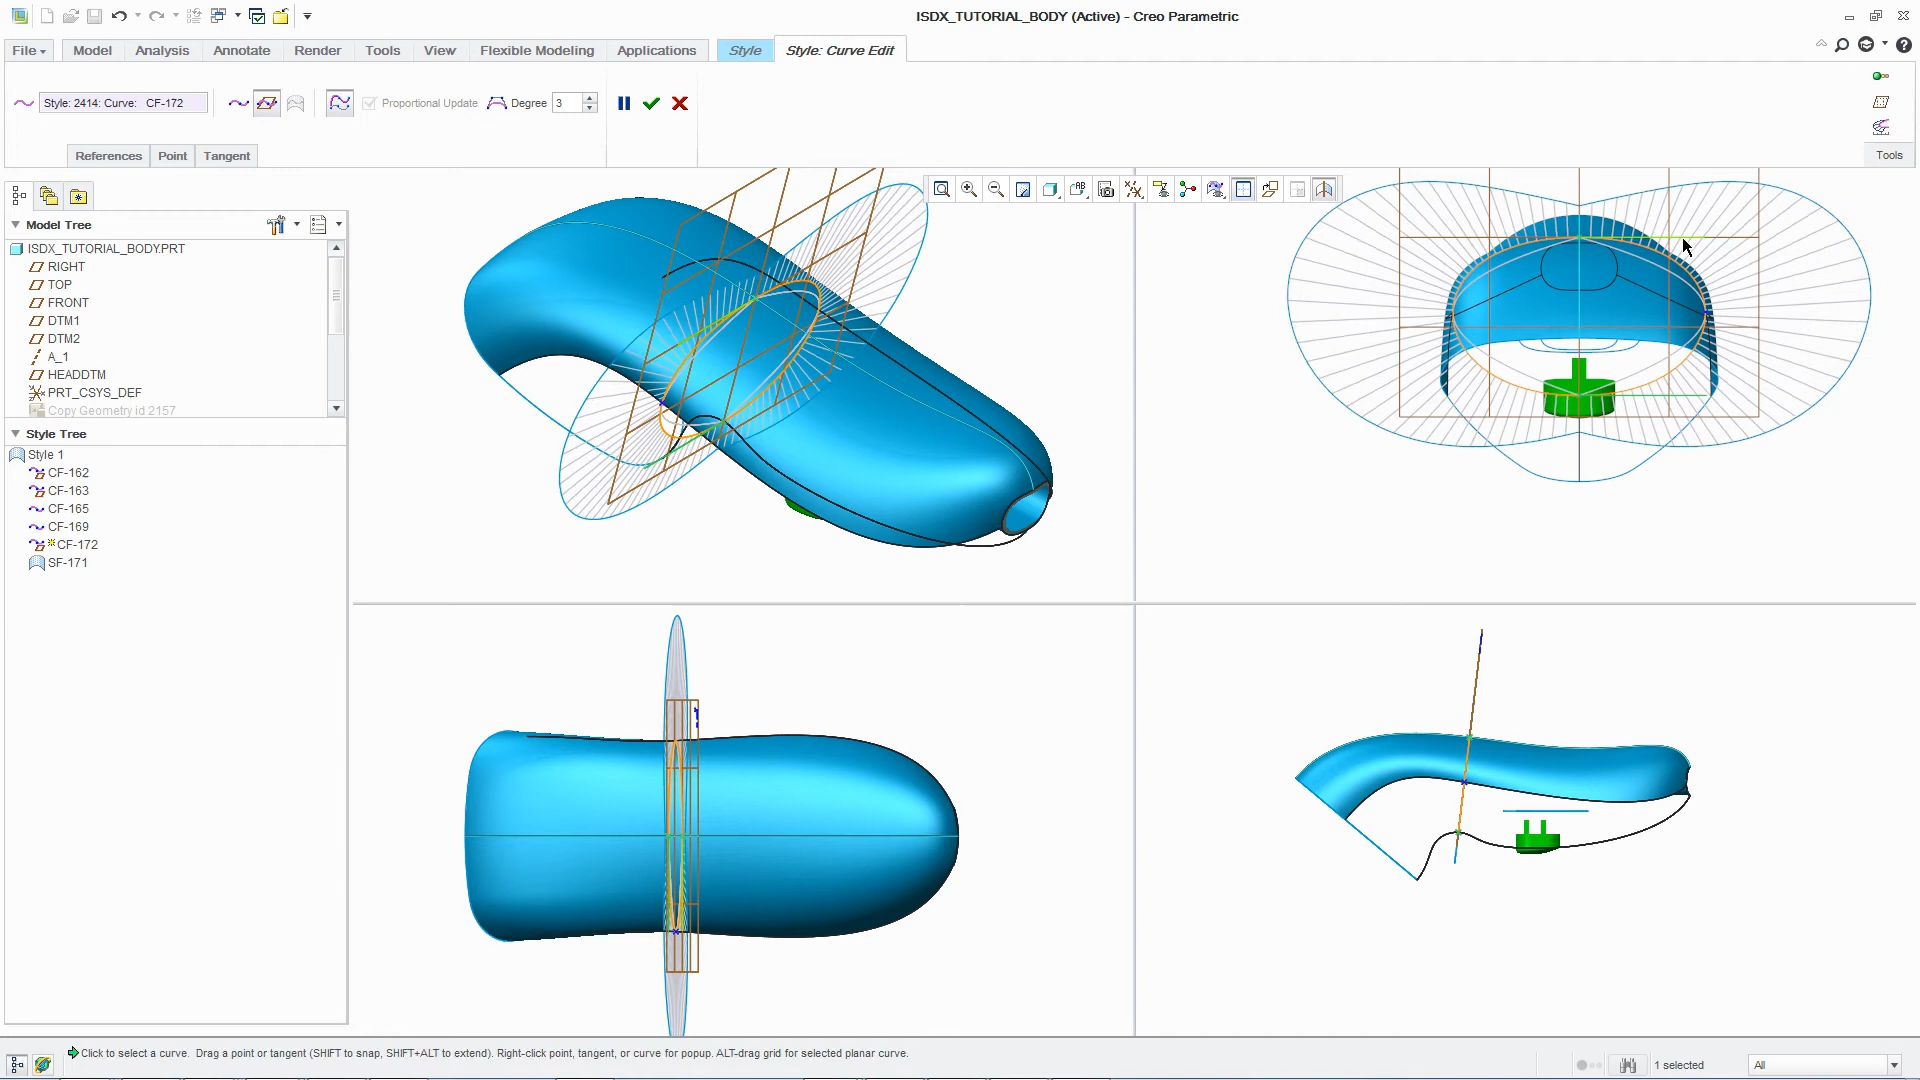 ISDX_TUTORIAL_BODY (Active) - Creo Parametric
File Model Analysis Annotate Render Tools View Flexible Modeling Applications Style Style: Curve Edit
Style: 2414: Curve: CF-172 Proportional Update Degree 3
References Point Tangent Tools
Model Tree
ISDX_TUTORIAL_BODY.PRT
RIGHT
TOP
FRONT
DTM1
DTM2
A_1
HEADDTM
PRT_CSYS_DEF
Copy Geometry id 2157
Style Tree
Style 1
CF-162
CF-163
CF-165
CF-169
CF-172
SF-171
Click to select a curve. Drag a point or tangent (SHIFT to snap, SHIFT+ALT to extend). Right-click point, tangent, or curve for popup. ALT-drag grid for selected planar curve.
1 selected All